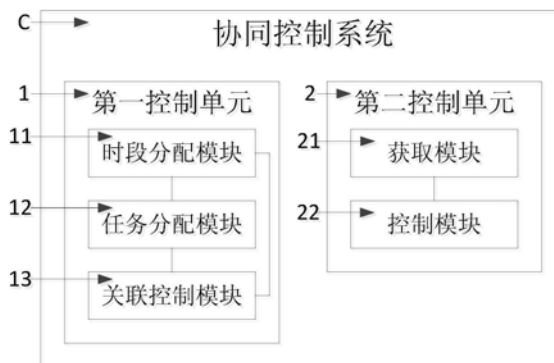 C
协同控制系统
1
第一控制单元
11
时段分配模块
12
任务分配模块
13
关联控制模块
2
第二控制单元
21
获取模块
22
控制模块